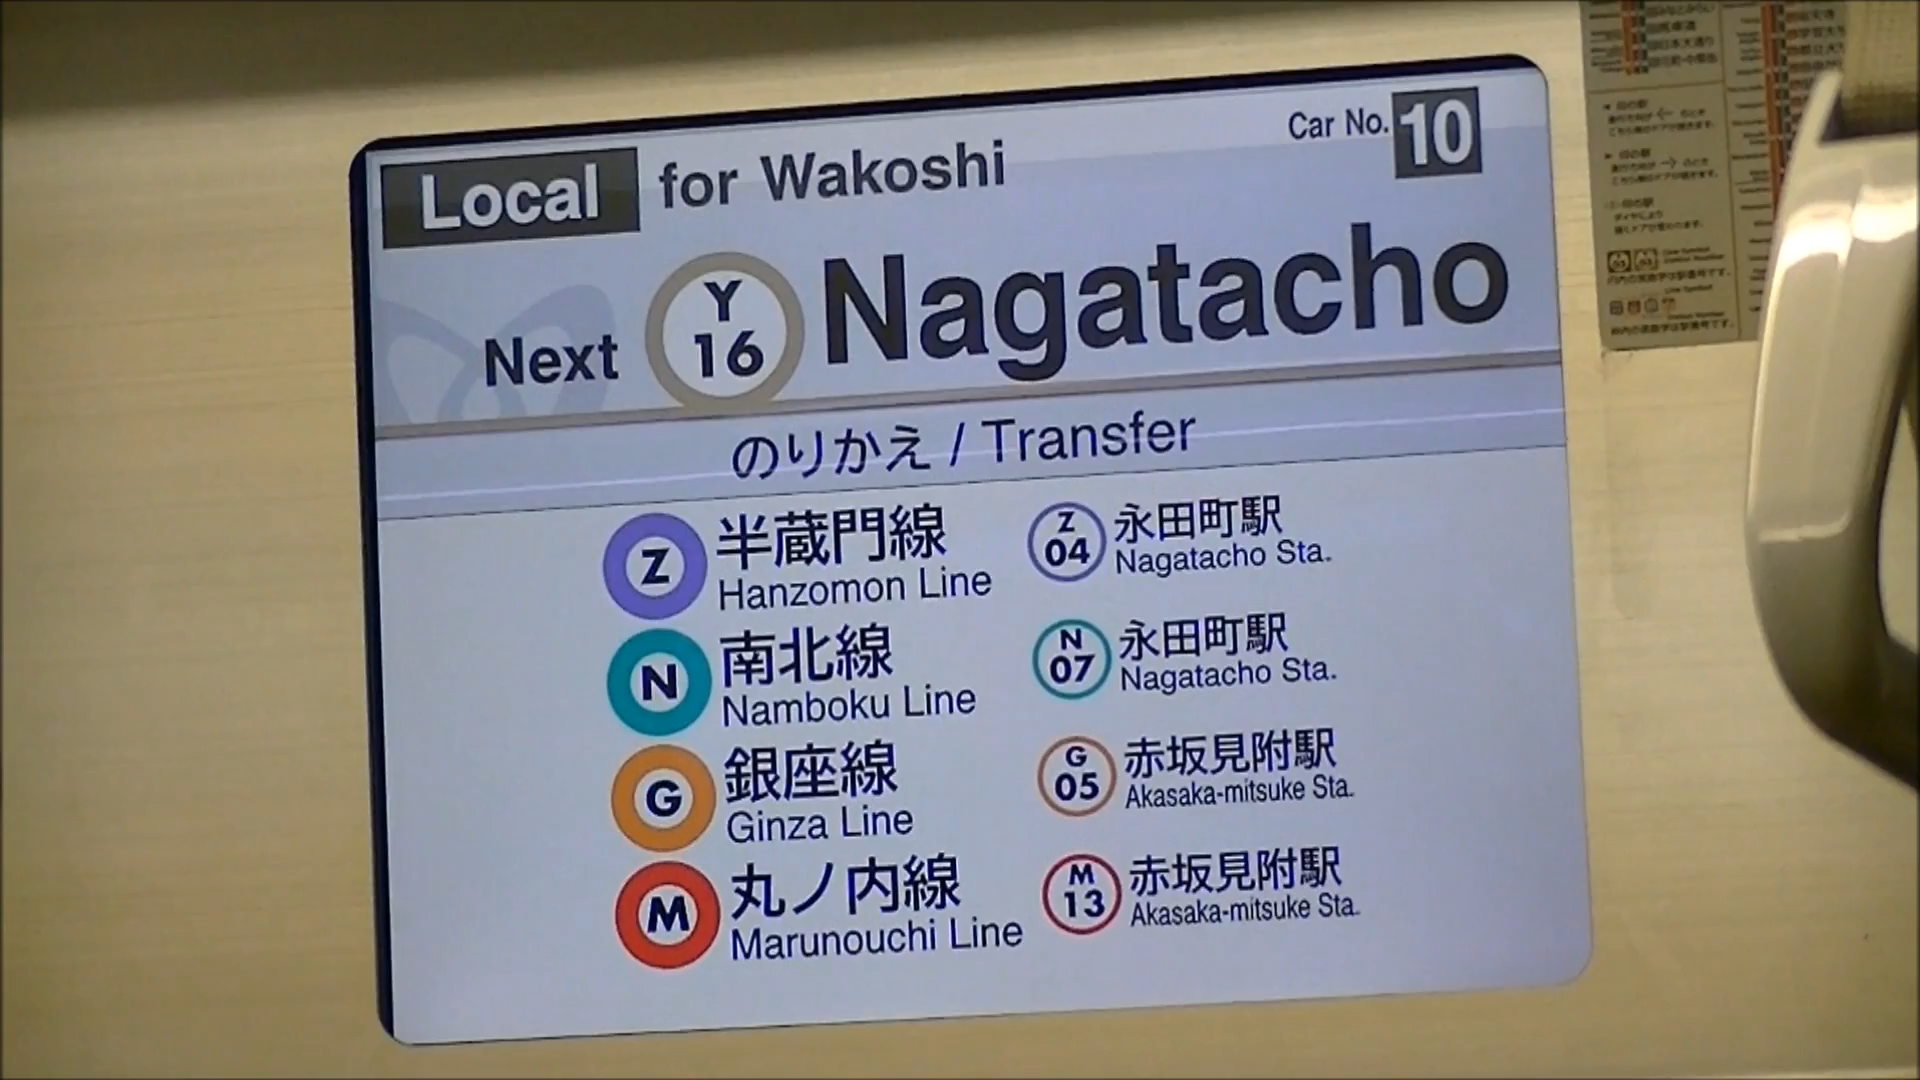 Local for Wakoshi
Car No. 10
Next Y 16 Nagatacho
のりかえ / Transfer
Z 半蔵門線 Z 04 永田町駅
Hanzomon Line Nagatacho Sta.
N 南北線 N 07 永田町駅
Namboku Line Nagatacho Sta.
G 銀座線 G 05 赤坂見附駅
Ginza Line Akasaka-mitsuke Sta.
M 丸ノ内線 M 13 赤坂見附駅
Marunouchi Line Akasaka-mitsuke Sta.